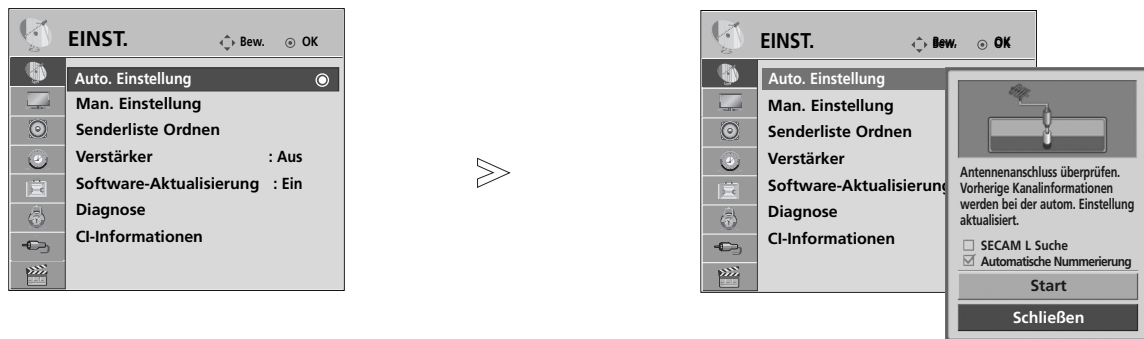 EINST. Bew. OK
Auto. Einstellung
Man. Einstellung
Senderliste Ordnen
Verstärker : Aus
Software-Aktualisierung : Ein
Diagnose
CI-Informationen
EINST. Bew. OK
Auto. Einstellung
Man. Einstellung
Senderliste Ordnen
Verstärker
Software-Aktualisierung
Diagnose
CI-Informationen
Antennenanschluss überprüfen.
Vorherige Kanalinformationen
werden bei der autom. Einstellung
aktualisiert.
SECAM L Suche
Automatische Nummerierung
Start
Schließen